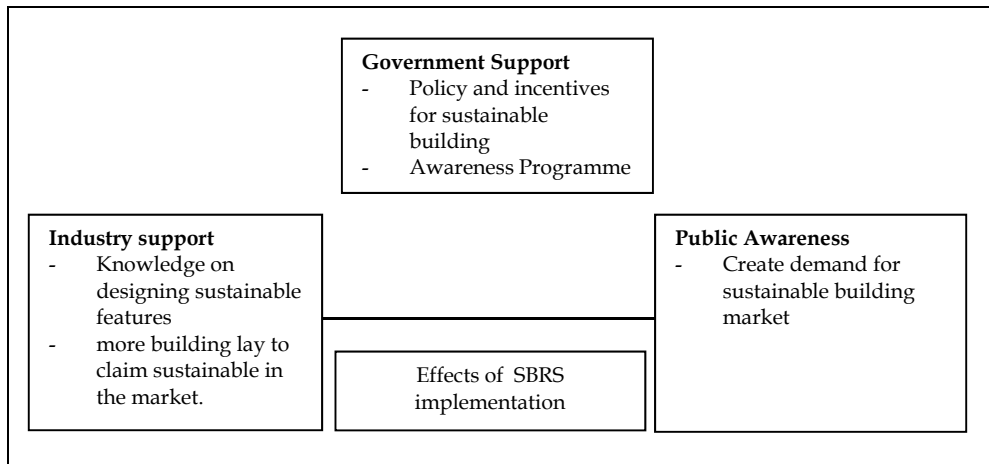 Government Support
- Policy and incentives
for sustainable
building
- Awareness Programme
Industry support
- Knowledge on
designing sustainable
features
- more building lay to
claim sustainable in
the market.
Public Awareness
- Create demand for
sustainable building
market
Effects of SBRS
implementation